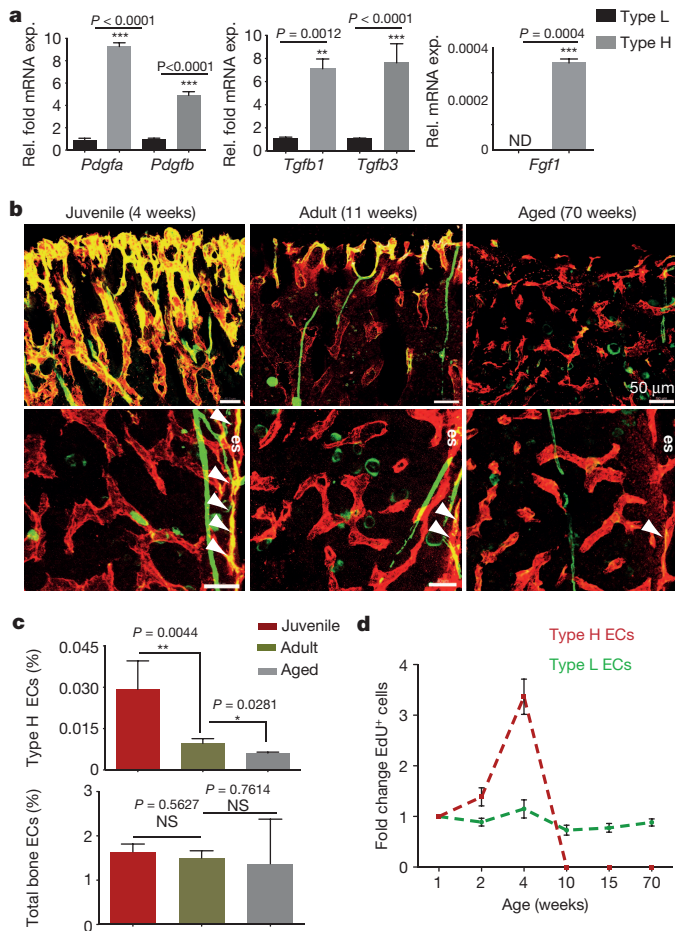 a
P < 0.0001
***
P<0.0001
***
Rel. fold mRNA exp.
10
8
6
4
2
0
Pdgfa Pdgfb
P = 0.0012
**
P < 0.0001
***
Rel. fold mRNA exp.
10
8
6
4
2
0
Tgfb1 Tgfb3
Type L
Type H
P = 0.0004
***
Rel. mRNA exp.
0.0004
0.0002
0
ND
Fgf1
b
Juvenile (4 weeks) Adult (11 weeks) Aged (70 weeks)
50 µm
es
es
es
c
Juvenile
Adult
Aged
P = 0.0044
**
P = 0.0281
*
Type H ECs (%)
0.045
0.030
0.015
0
P = 0.7614
P = 0.5627
NS
NS
Total bone ECs (%)
3
2
1
0
d
Type H ECs
Type L ECs
Fold change EdU⁺ cells
4
3
2
1
0
1 2 4 10 15 70
Age (weeks)